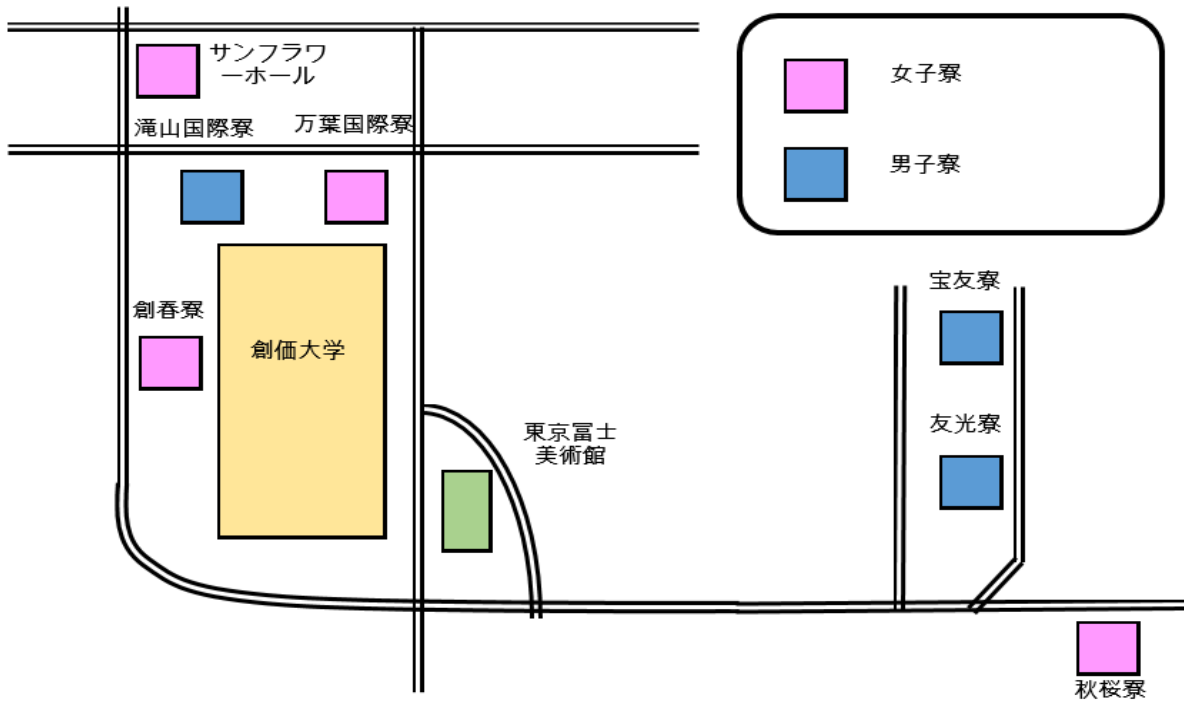 サンフラワ
ーホール
女子寮
滝山国際寮
万葉国際寮
男子寮
宝友寮
創春寮
創価大学
友光寮
東京冨士
美術館
秋桜寮